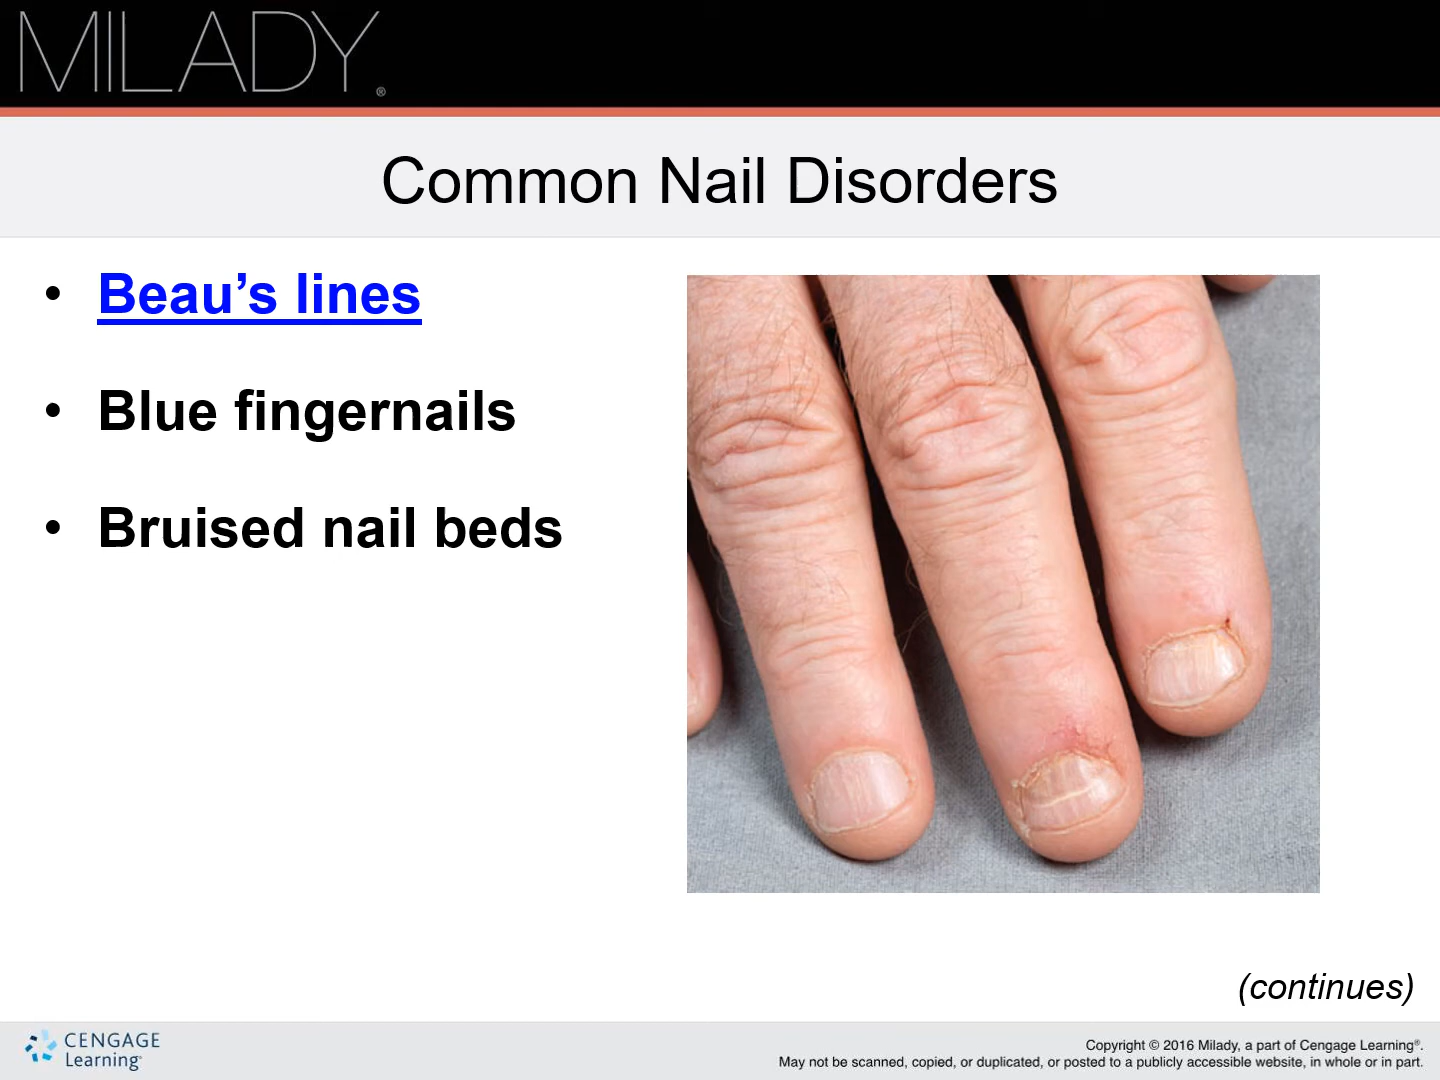 MILADY®
Common Nail Disorders
• Beau’s lines
• Blue fingernails
• Bruised nail beds
(continues)
CENGAGE
Learning®
Copyright © 2016 Milady, a part of Cengage Learning®.
May not be scanned, copied, or duplicated, or posted to a publicly accessible website, in whole or in part.